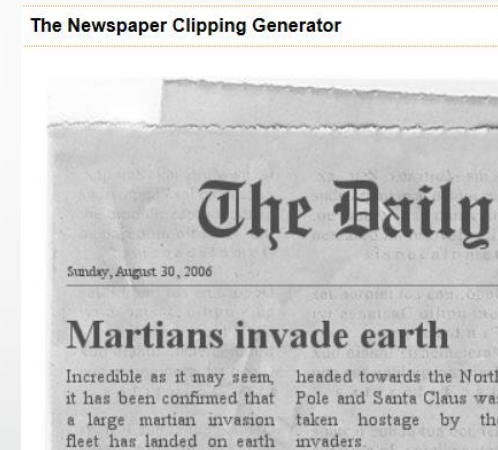 The Newspaper Clipping Generator
The Daily
Sunday, August 30, 2006
Martians invade earth
Incredible as it may seem,
it has been confirmed that
a large martian invasion
fleet has landed on earth
headed towards the North
Pole and Santa Claus was
taken hostage by the
invaders.